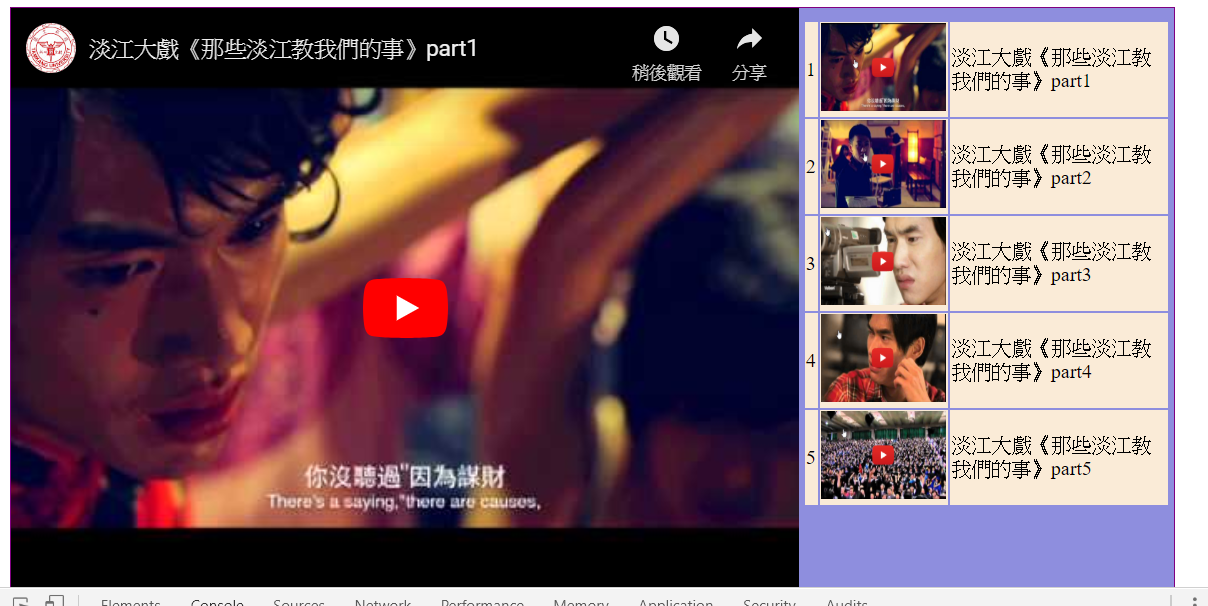 淡江大戲《那些淡江教我們的事》part1
稍後觀看
分享
你沒聽過"因為謀財
There's a saying,"there are causes,
1
淡江大戲《那些淡江教
我們的事》part1
2
淡江大戲《那些淡江教
我們的事》part2
3
淡江大戲《那些淡江教
我們的事》part3
4
淡江大戲《那些淡江教
我們的事》part4
5
淡江大戲《那些淡江教
我們的事》part5
Elements Console Sources Network Performance Memory Application Security Audits